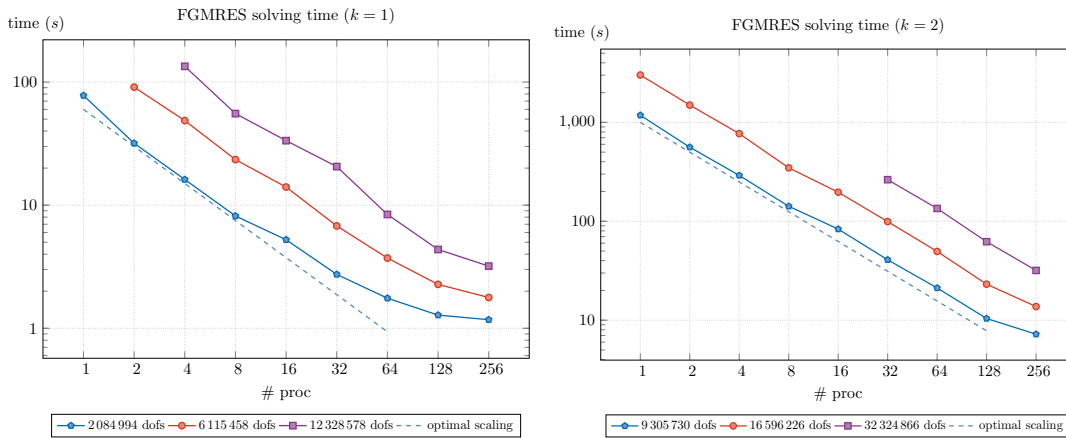 FGMRES solving time (k = 1)
time (s)
100
10
1
1 2 4 8 16 32 64 128 256
# proc
2 084 994 dofs 6 115 458 dofs 12 328 578 dofs optimal scaling
FGMRES solving time (k = 2)
time (s)
1,000
100
10
1 2 4 8 16 32 64 128 256
# proc
9 305 730 dofs 16 596 226 dofs 32 324 866 dofs optimal scaling